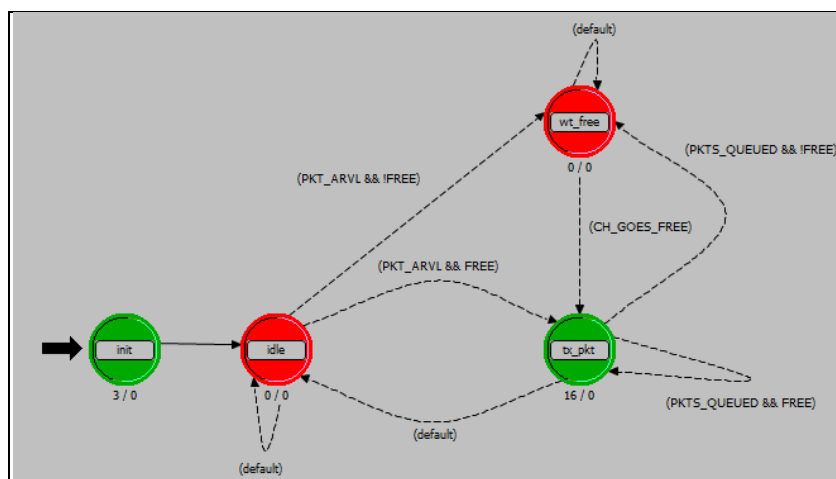 (default)
wt_free
0 / 0
(PKTS_QUEUED && !FREE)
(PKT_ARVL && !FREE)
(CH_GOES_FREE)
(PKT_ARVL && FREE)
init
3 / 0
idle
0 / 0
tx_pkt
16 / 0
(PKTS_QUEUED && FREE)
(default)
(default)